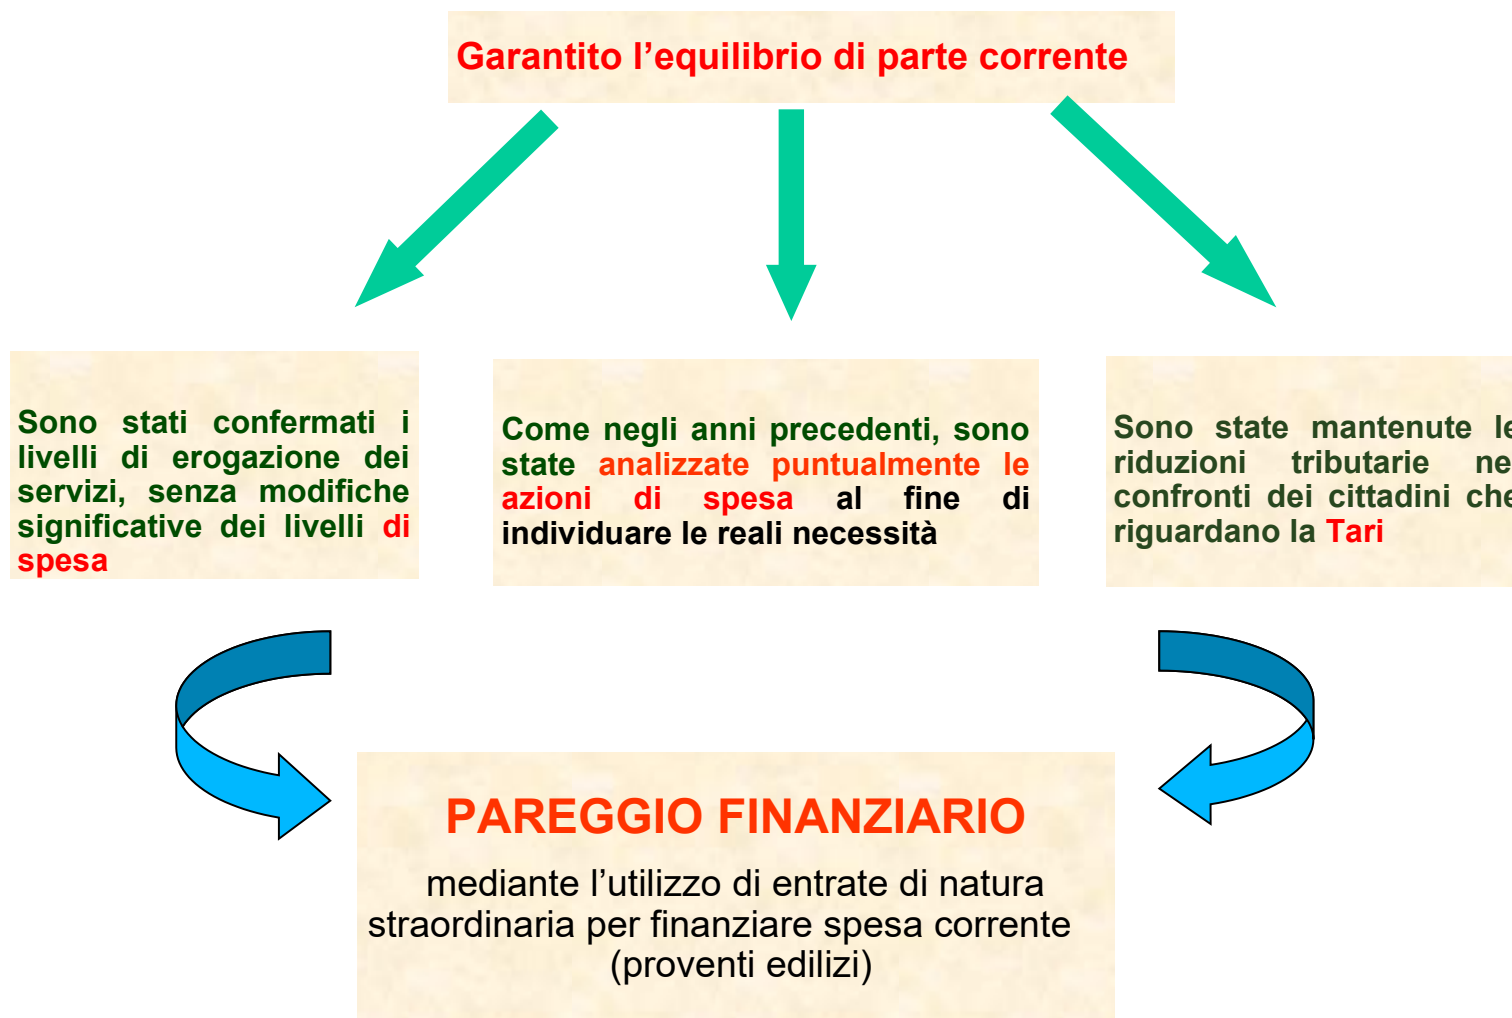 Garantito l’equilibrio di parte corrente
Sono stati confermati i
livelli di erogazione dei
servizi, senza modifiche
significative dei livelli di
spesa
Come negli anni precedenti, sono
state analizzate puntualmente le
azioni di spesa al fine di
individuare le reali necessità
Sono state mantenute le
riduzioni tributarie nei
confronti dei cittadini che
riguardano la Tari
PAREGGIO FINANZIARIO
mediante l’utilizzo di entrate di natura
straordinaria per finanziare spesa corrente
(proventi edilizi)